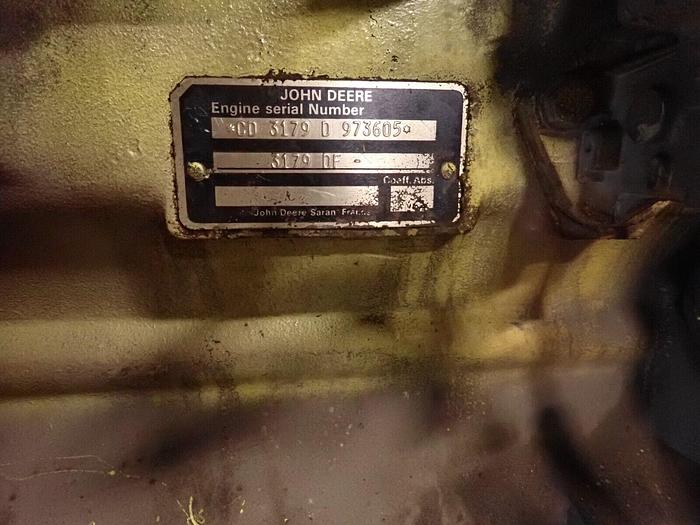 JOHN DEERE
Engine serial Number
*CD 3179 D 973605*
3179 DF
Coeff. Abs.
John Deere Saran France